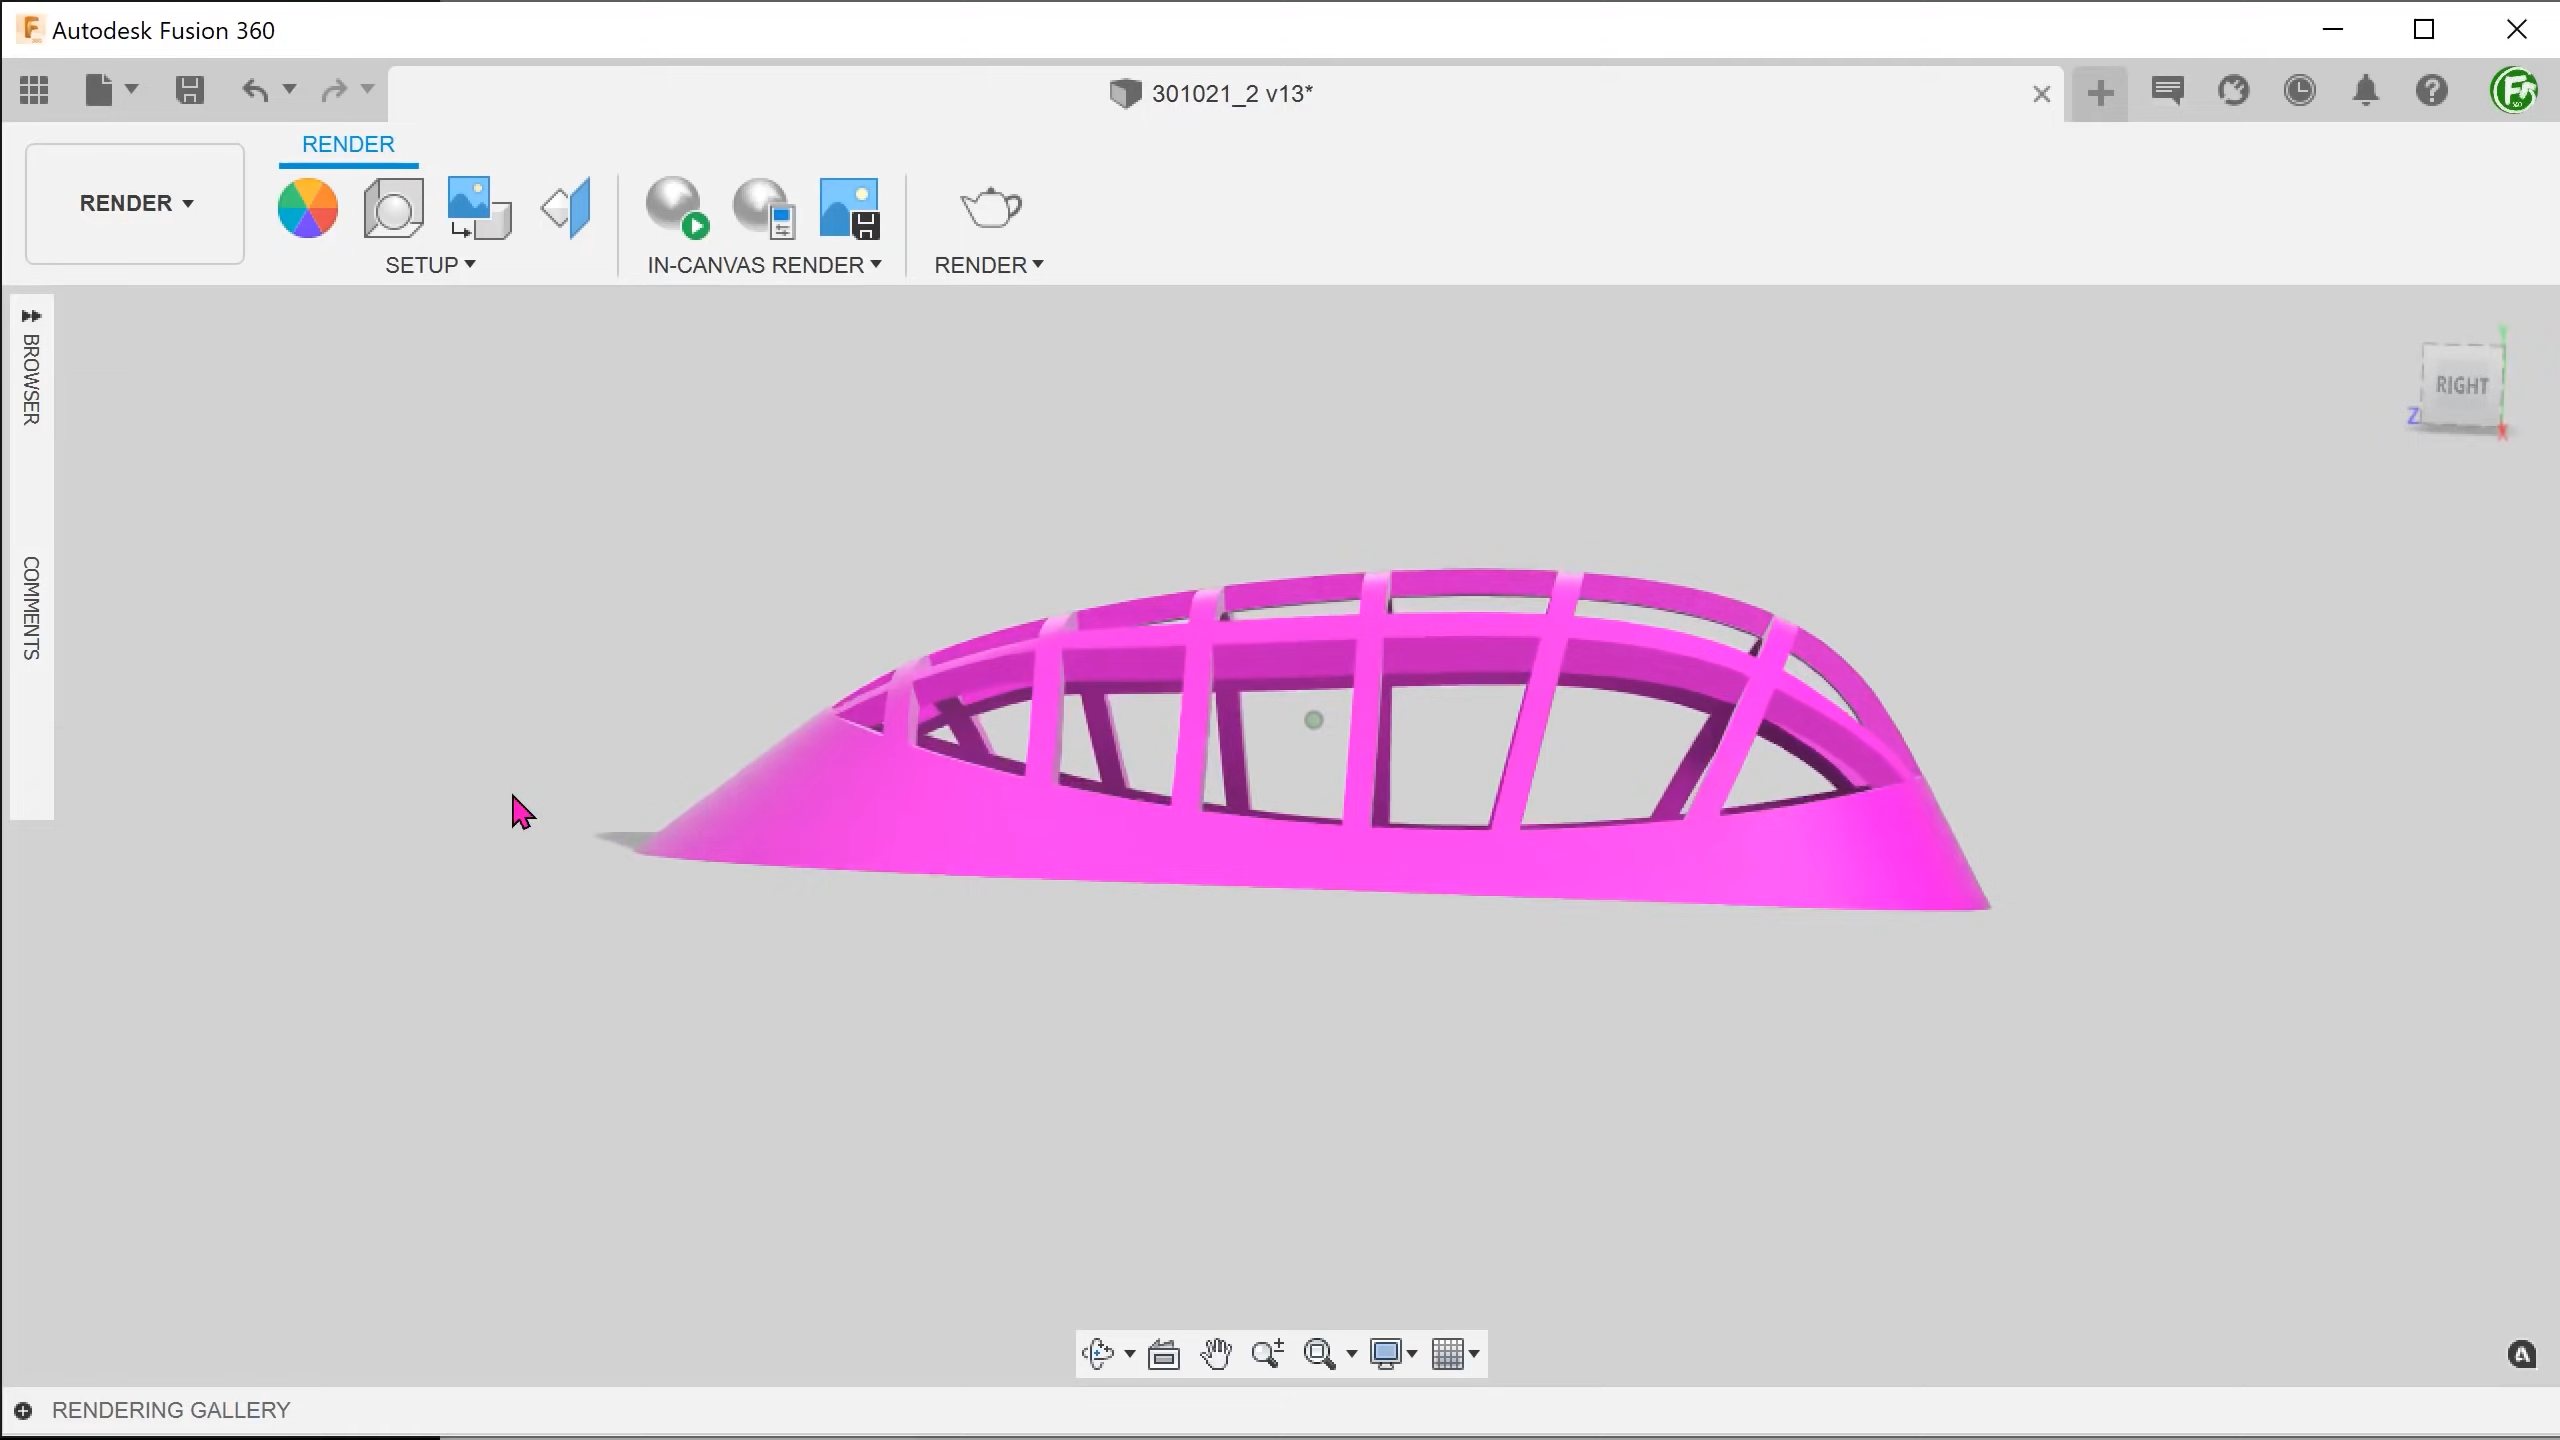 Autodesk Fusion 360
301021_2 v13*
RENDER
RENDER
SETUP
IN-CANVAS RENDER
RENDER
BROWSER
COMMENTS
RIGHT
Y
Z
X
RENDERING GALLERY